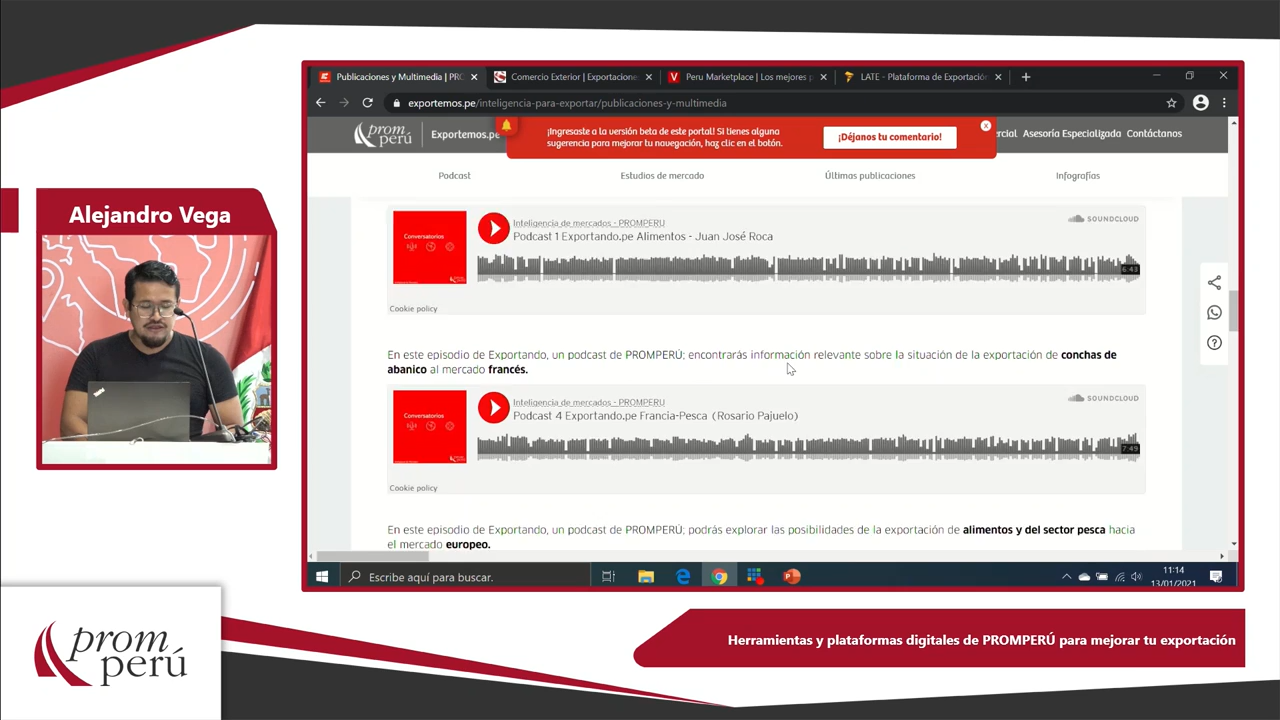 Alejandro Vega
Publicaciones y Multimedia | PRO
Comercio Exterior | Exportacione
Peru Marketplace | Los mejores p
LATE - Plataforma de Exportació
exportemos.pe/inteligencia-para-exportar/publicaciones-y-multimedia
prom perú
Exportemos.pe
¡Ingresaste a la versión beta de este portal! Si tienes alguna
sugerencia para mejorar tu navegación, haz clic en el botón.
¡Déjanos tu comentario!
rcial Asesoría Especializada Contáctanos
Podcast
Estudios de mercado
Últimas publicaciones
Infografías
Conversatorios
Inteligencia de mercados - PROMPERU
Podcast 1 Exportando.pe Alimentos - Juan José Roca
SOUNDCLOUD
6:43
Cookie policy
En este episodio de Exportando, un podcast de PROMPERÚ; encontrarás información relevante sobre la situación de la exportación de conchas de
abanico al mercado francés.
Conversatorios
Inteligencia de mercados - PROMPERU
Podcast 4 Exportando.pe Francia-Pesca (Rosario Pajuelo)
SOUNDCLOUD
7:49
Cookie policy
En este episodio de Exportando, un podcast de PROMPERÚ; podrás explorar las posibilidades de la exportación de alimentos y del sector pesca hacia
el mercado europeo.
Escribe aquí para buscar.
11:14
13/01/2021
prom
perú
Herramientas y plataformas digitales de PROMPERÚ para mejorar tu exportación